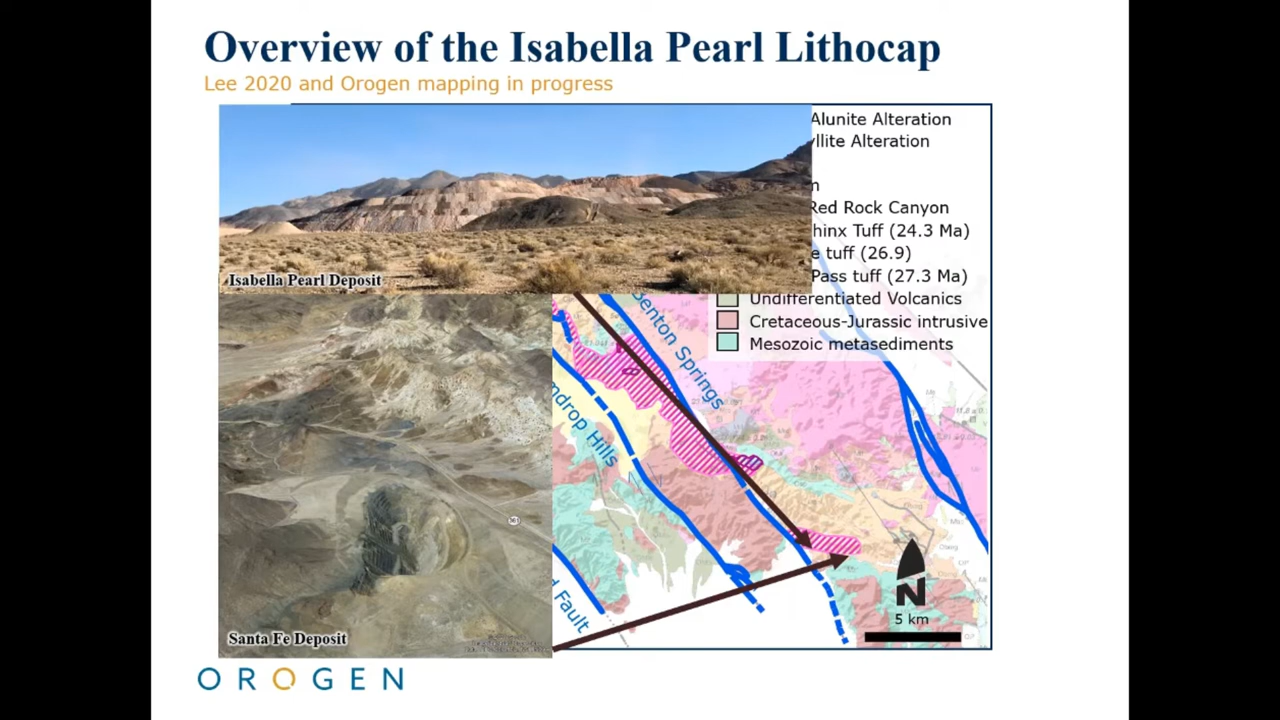 Overview of the Isabella Pearl Lithocap
Lee 2020 and Orogen mapping in progress
Alunite Alteration
yllite Alteration
Red Rock Canyon
hinx Tuff (24.3 Ma)
e tuff (26.9)
Pass tuff (27.3 Ma)
Undifferentiated Volcanics
Cretaceous-Jurassic intrusive
Mesozoic metasediments
Isabella Pearl Deposit
Benton Springs
ndrop Hills
361
Fault
N
5 km
Santa Fe Deposit
OROGEN